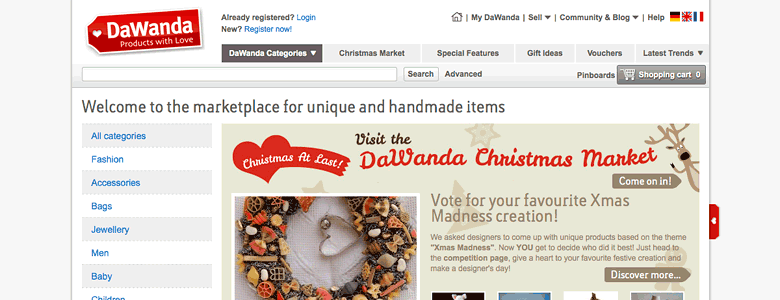 DaWanda
Products with Love
Already registered? Login
New? Register now!
My DaWanda | Sell | Community & Blog | Help
DaWanda Categories
Christmas Market
Special Features
Gift Ideas
Vouchers
Latest Trends
Search
Advanced
Pinboards
Shopping cart 0
Welcome to the marketplace for unique and handmade items
All categories
Fashion
Accessories
Bags
Jewellery
Men
Baby
Children
Christmas At Last!
Visit the
DaWanda Christmas Market
Come on in!
Vote for your favourite Xmas
Madness creation!
We asked designers to come up with unique products based on the theme
"Xmas Madness". Now YOU get to decide who did it best! Just head to
the competition page, give a heart to your favourite festive creation and
make a designer's day!
Discover more...